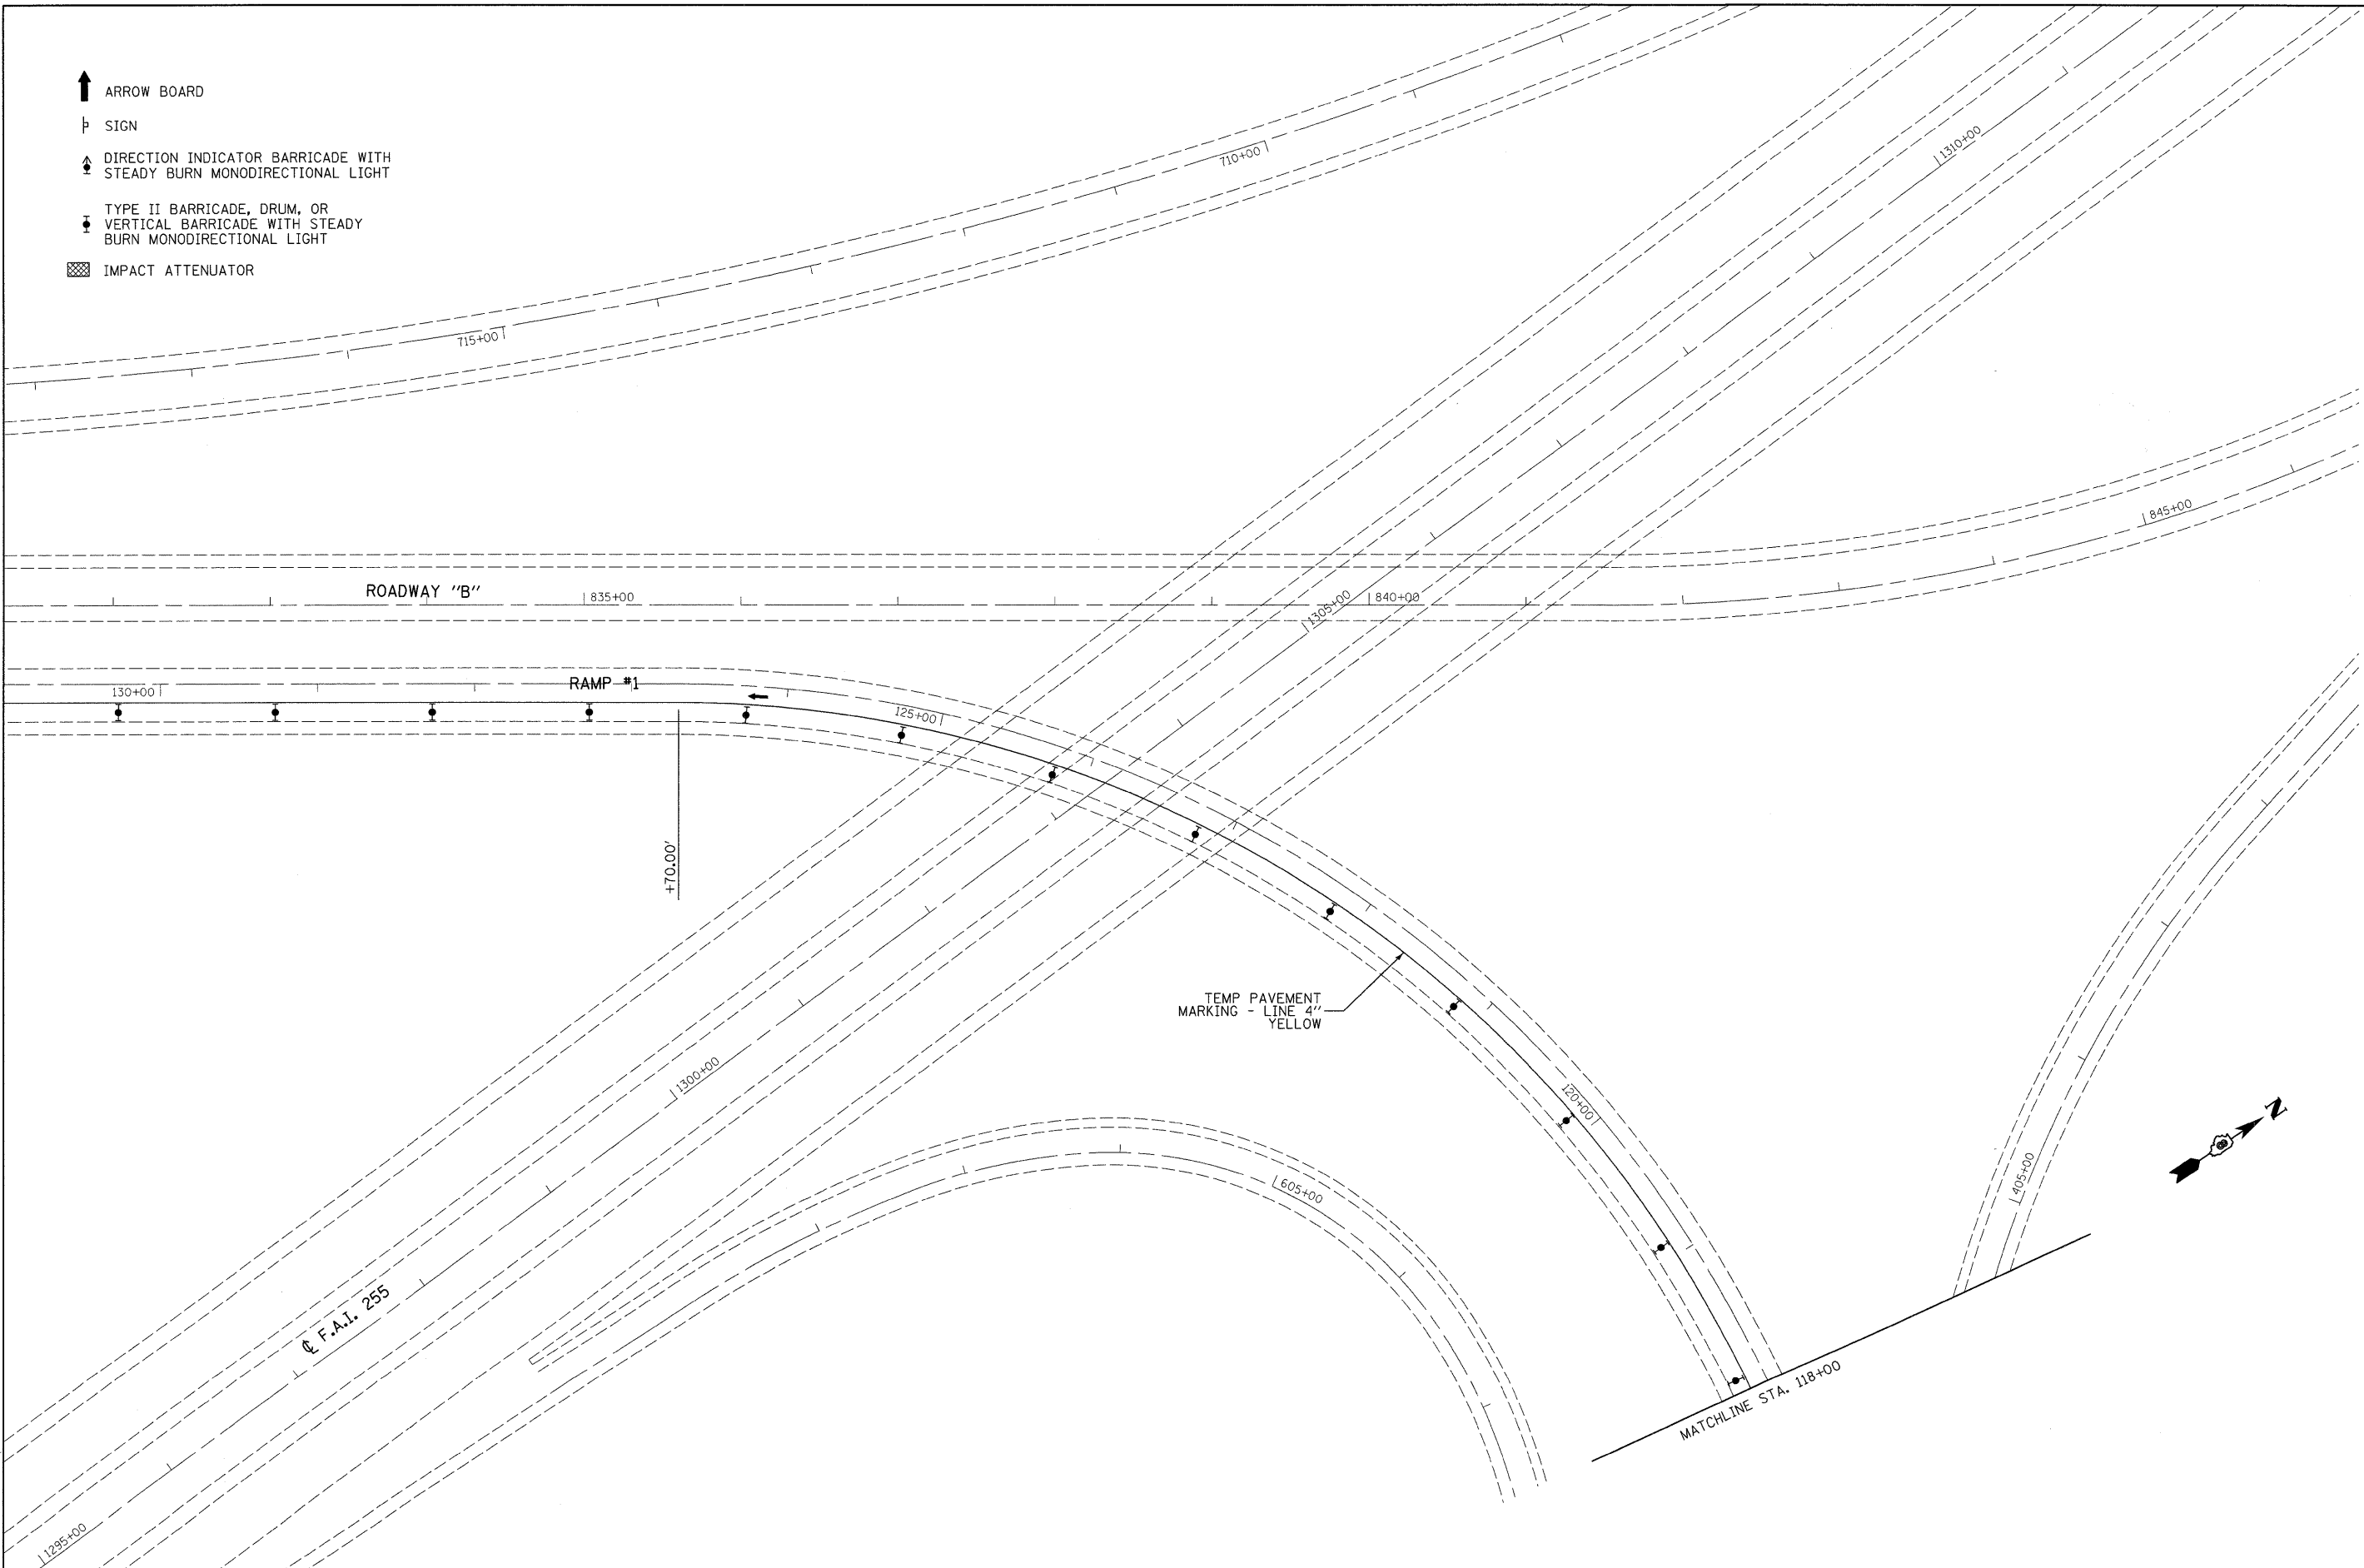 ARROW BOARD
SIGN
DIRECTION INDICATOR BARRICADE WITH
STEADY BURN MONODIRECTIONAL LIGHT
TYPE II BARRICADE, DRUM, OR
VERTICAL BARRICADE WITH STEADY
BURN MONODIRECTIONAL LIGHT
IMPACT ATTENUATOR
710+00
1310+00
715+00
845+00
ROADWAY "B"
835+00
1305+00
840+00
130+00
RAMP #1
125+00
+70.00'
TEMP PAVEMENT
MARKING - LINE 4"
YELLOW
1300+00
120+00
N
605+00
405+00
℄ F.A.I. 255
MATCHLINE STA. 118+00
1295+00